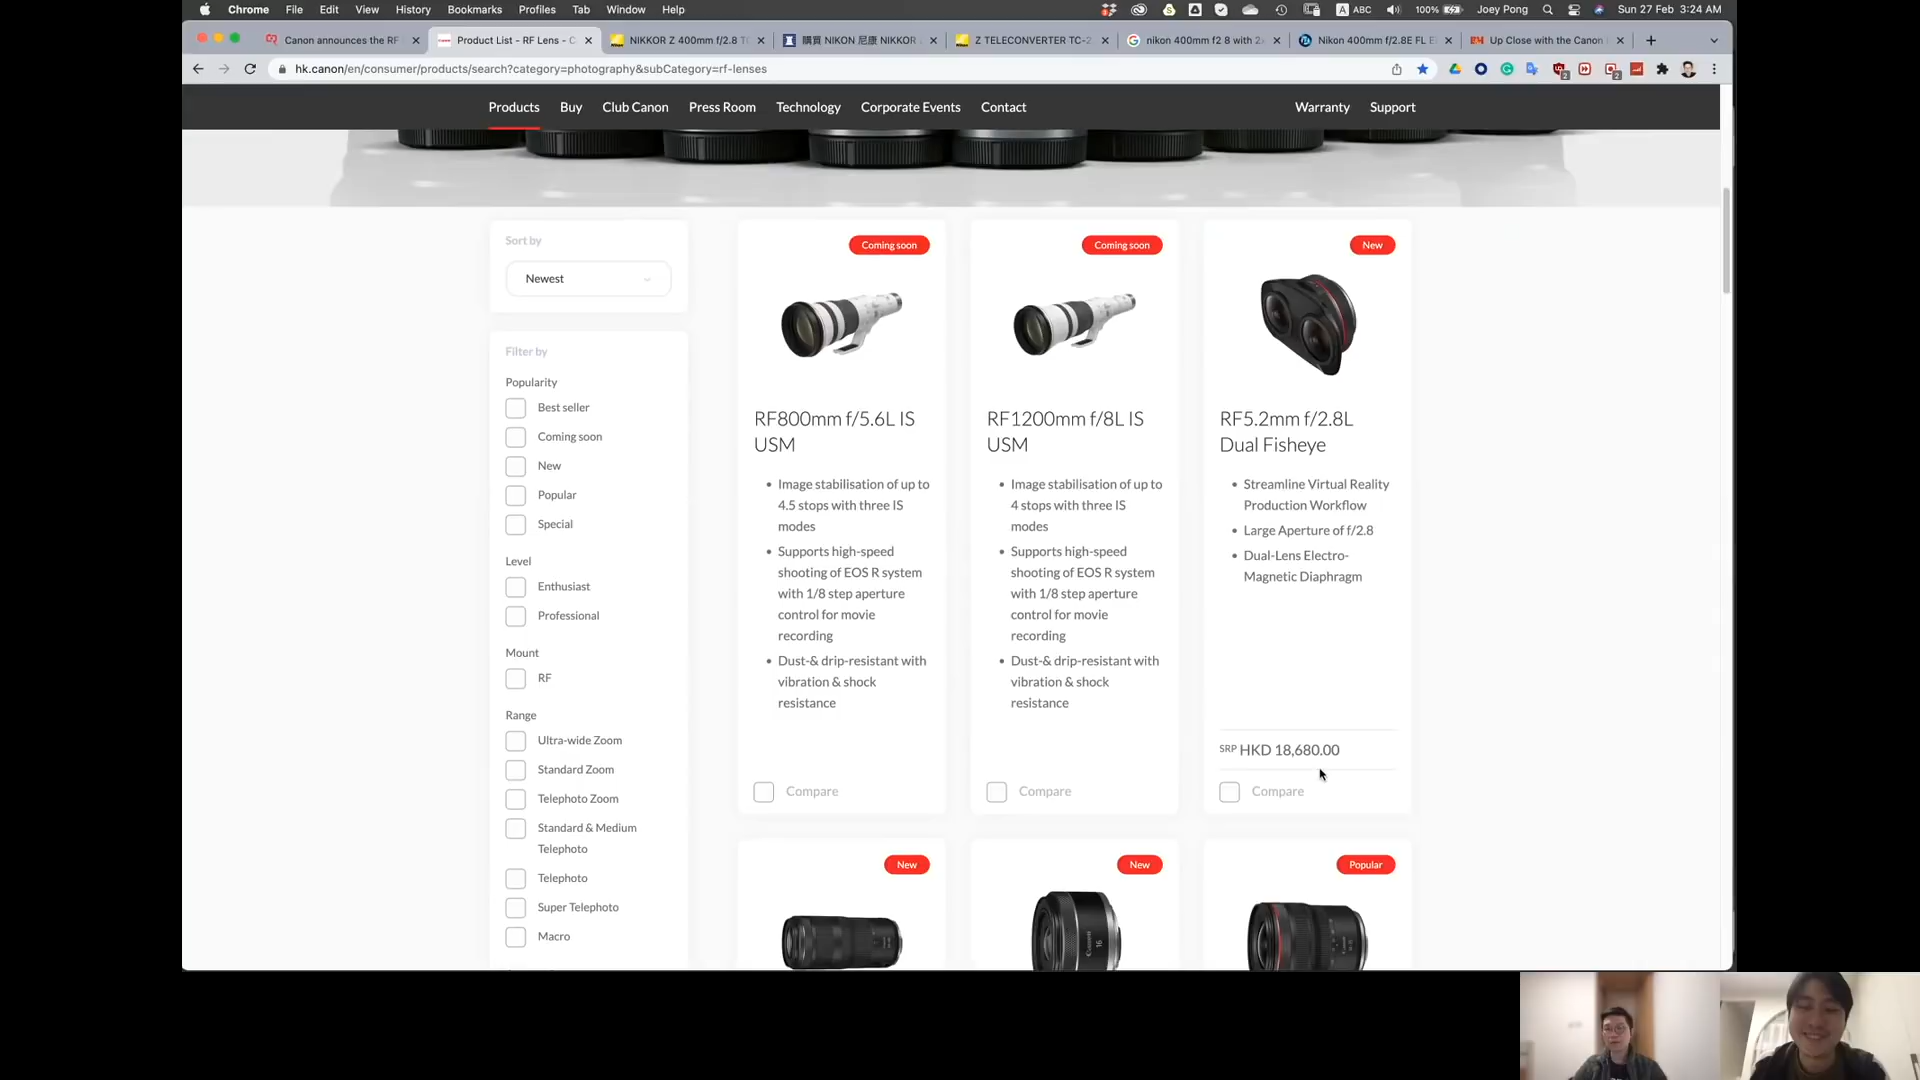 Chrome File Edit View History Bookmarks Profiles Tab Window Help
ABC 100% Joey Pong Sun 27 Feb 3:24 AM
Canon announces the RF
Product List - RF Lens - C
NIKKOR Z 400mm f/2.8 T
購買 NIKON 尼康 NIKKOR
Z TELECONVERTER TC-2
nikon 400mm f2 8 with 2
Nikon 400mm f/2.8E FL E
Up Close with the Canon
hk.canon/en/consumer/products/search?category=photography&subCategory=rf-lenses
Products Buy Club Canon Press Room Technology Corporate Events Contact Warranty Support
Sort by
Newest
Filter by
Popularity
Best seller
Coming soon
New
Popular
Special
Level
Enthusiast
Professional
Mount
RF
Range
Ultra-wide Zoom
Standard Zoom
Telephoto Zoom
Standard & Medium
Telephoto
Telephoto
Super Telephoto
Macro
Coming soon
RF800mm f/5.6L IS
USM
Image stabilisation of up to
4.5 stops with three IS
modes
Supports high-speed
shooting of EOS R system
with 1/8 step aperture
control for movie
recording
Dust-& drip-resistant with
vibration & shock
resistance
Compare
Coming soon
RF1200mm f/8L IS
USM
Image stabilisation of up to
4 stops with three IS
modes
Supports high-speed
shooting of EOS R system
with 1/8 step aperture
control for movie
recording
Dust-& drip-resistant with
vibration & shock
resistance
Compare
New
RF5.2mm f/2.8L
Dual Fisheye
Streamline Virtual Reality
Production Workflow
Large Aperture of f/2.8
Dual-Lens Electro-
Magnetic Diaphragm
SRP HKD 18,680.00
Compare
New
New
Popular